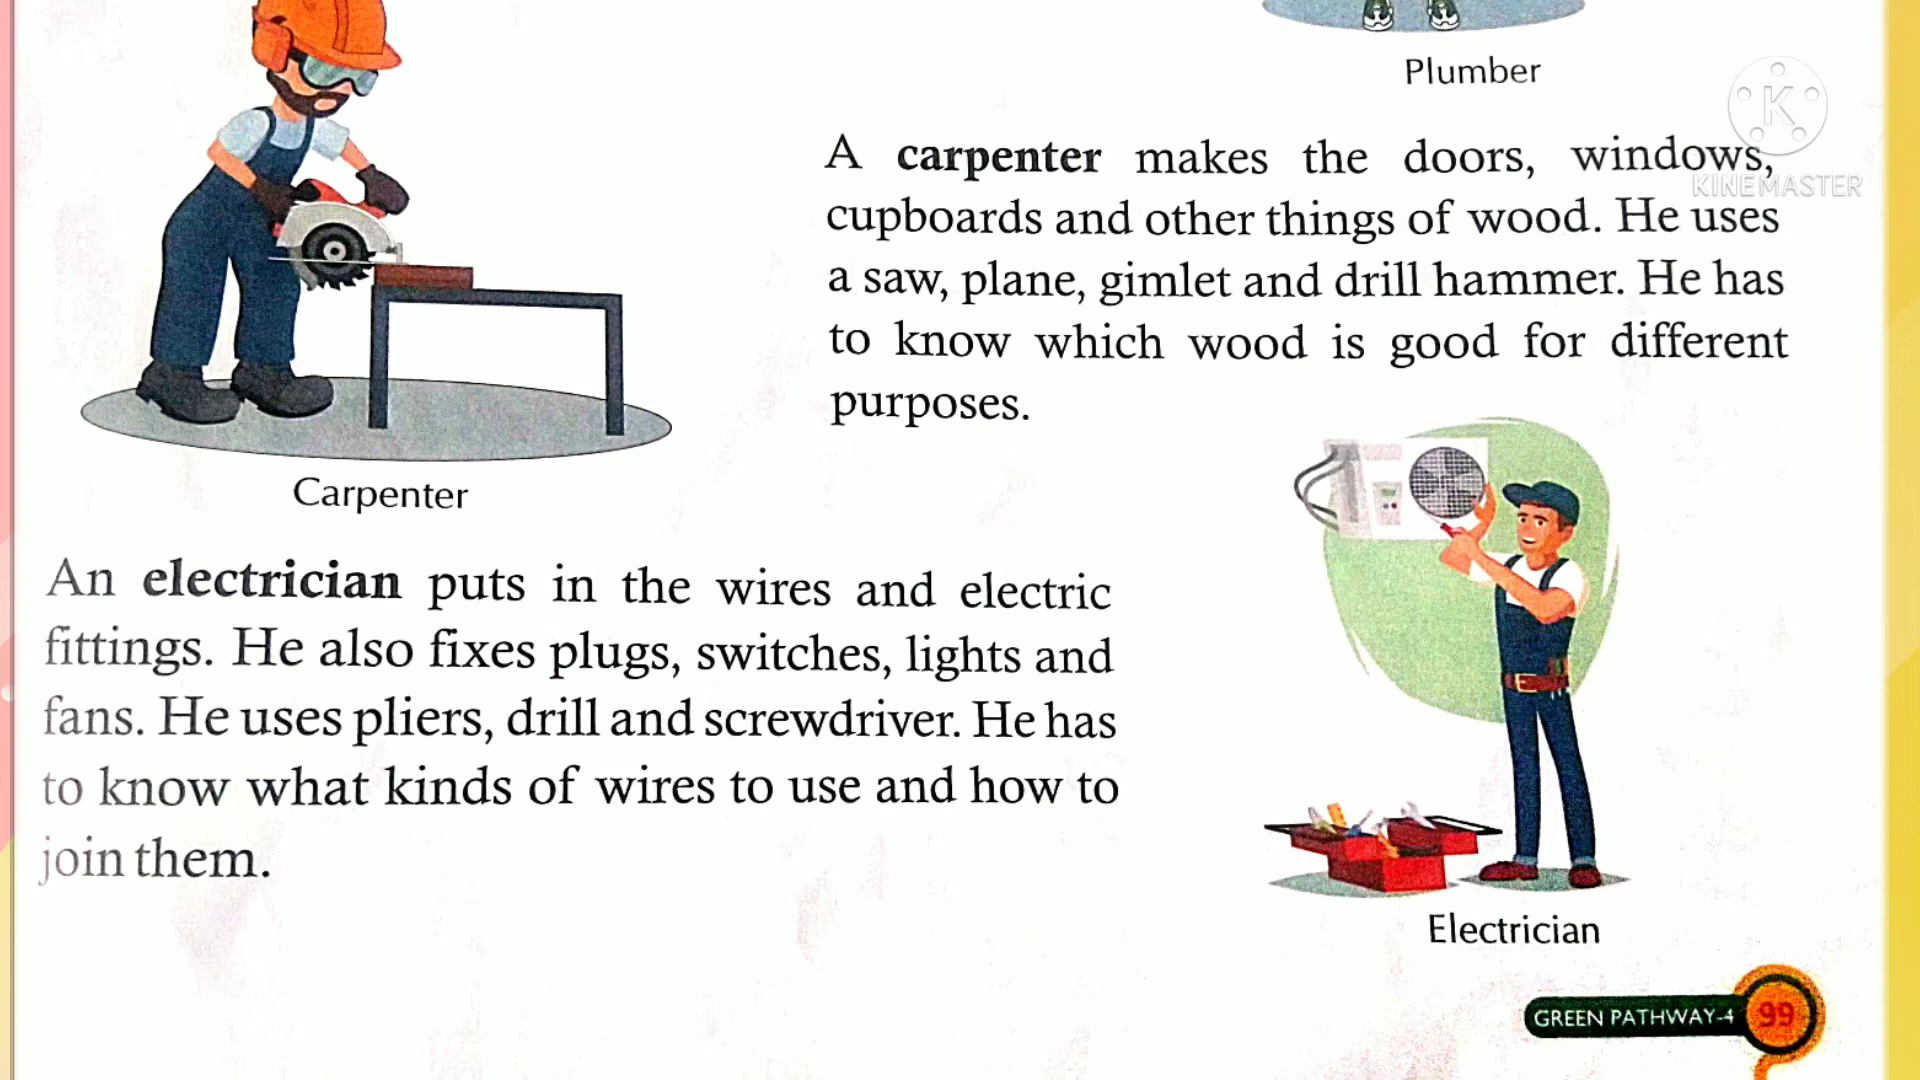 Plumber
K
KINEMASTER
A carpenter makes the doors, windows,
cupboards and other things of wood. He uses
a saw, plane, gimlet and drill hammer. He has
to know which wood is good for different
purposes.
Carpenter
An electrician puts in the wires and electric
fittings. He also fixes plugs, switches, lights and
fans. He uses pliers, drill and screwdriver. He has
to know what kinds of wires to use and how to
join them.
Electrician
GREEN PATHWAY-4 99